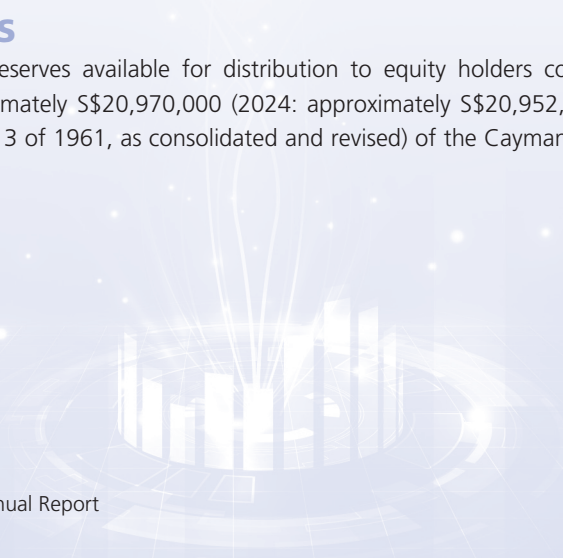 s
eserves available for distribution to equity holders co
imately S$20,970,000 (2024: approximately S$20,952,
3 of 1961, as consolidated and revised) of the Cayman
nual Report